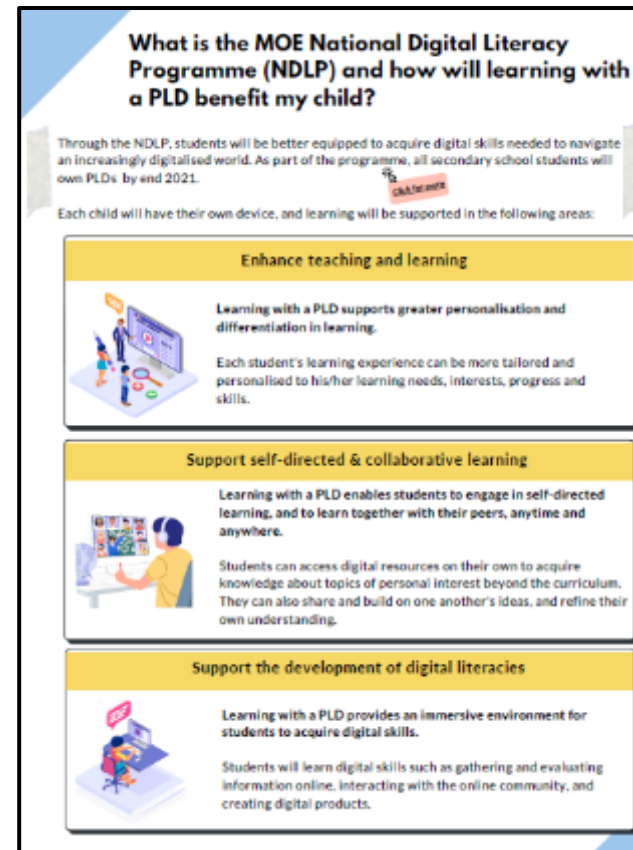 What is the MOE National Digital Literacy
Programme (NDLP) and how will learning with
a PLD benefit my child?
Through the NDLP, students will be better equipped to acquire digital skills needed to navigate
an increasingly digitalised world. As part of the programme, all secondary school students will
own PLDs by end 2021.
click for more
Each child will have their own device, and learning will be supported in the following areas:
Enhance teaching and learning
Learning with a PLD supports greater personalisation and
differentiation in learning.
Each student's learning experience can be more tailored and
personalised to his/her learning needs, interests, progress and
skills.
Support self-directed & collaborative learning
Learning with a PLD enables students to engage in self-directed
learning, and to learn together with their peers, anytime and
anywhere.
Students can access digital resources on their own to acquire
knowledge about topics of personal interest beyond the curriculum.
They can also share and build on one another's ideas, and refine their
own understanding.
Support the development of digital literacies
Learning with a PLD provides an immersive environment for
students to acquire digital skills.
Students will learn digital skills such as gathering and evaluating
information online, interacting with the online community, and
creating digital products.